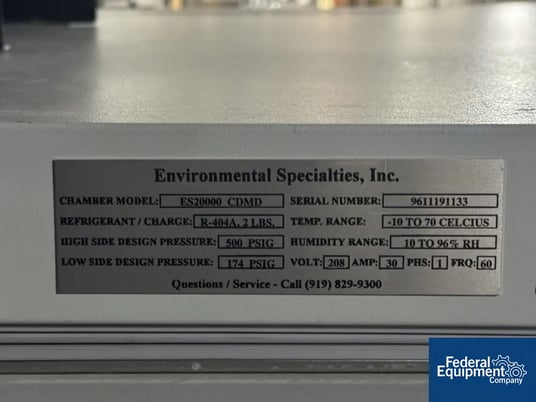 Environmental Specialties, Inc.
CHAMBER MODEL: ES20000 CDMD SERIAL NUMBER: 9611191133
REFRIGERANT / CHARGE: R-404A, 2 LBS. TEMP. RANGE: -10 TO 70 CELCIUS
HIGH SIDE DESIGN PRESSURE: 500 PSIG HUMIDITY RANGE: 10 TO 96% RH
LOW SIDE DESIGN PRESSURE: 174 PSIG VOLT: 208 AMP: 30 PHS: 1 FRQ: 60
Questions / Service - Call (919) 829-9300
Federal
Equipment
Company